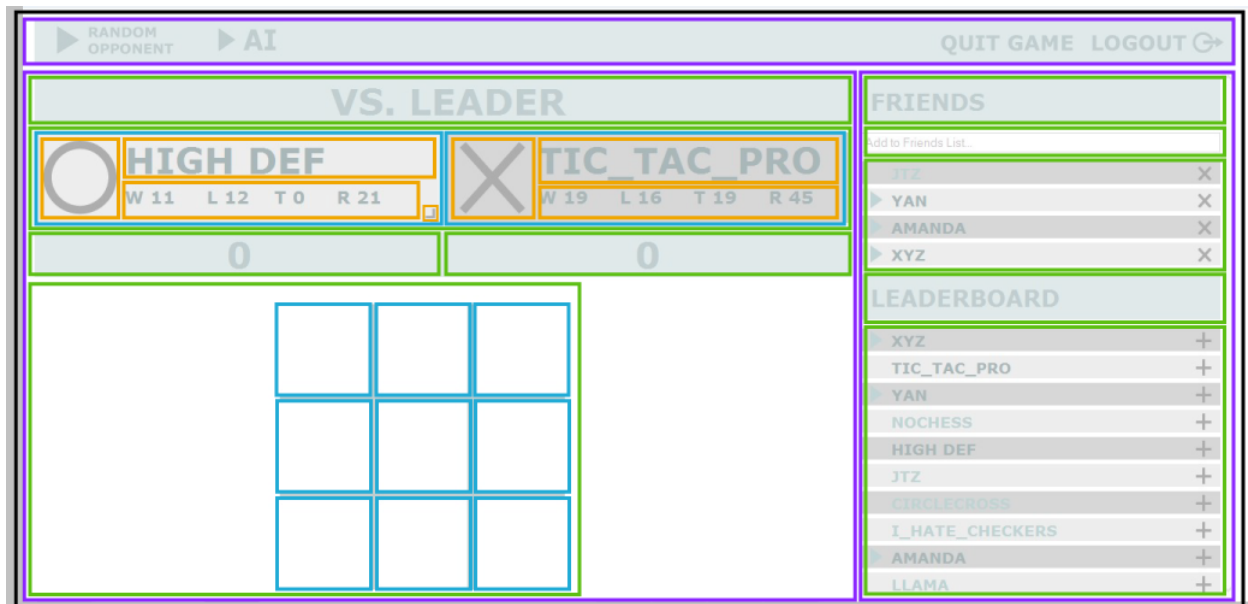 RANDOM
OPPONENT
AI
QUIT GAME
LOGOUT
VS. LEADER
HIGH DEF
W 11 L 12 T 0 R 21
TIC_TAC_PRO
W 19 L 16 T 19 R 45
0
0
FRIENDS
Add to Friends List...
JTZ
YAN
AMANDA
XYZ
LEADERBOARD
XYZ
TIC_TAC_PRO
YAN
NOCHESS
HIGH DEF
JTZ
CIRCLECROSS
I_HATE_CHECKERS
AMANDA
LLAMA